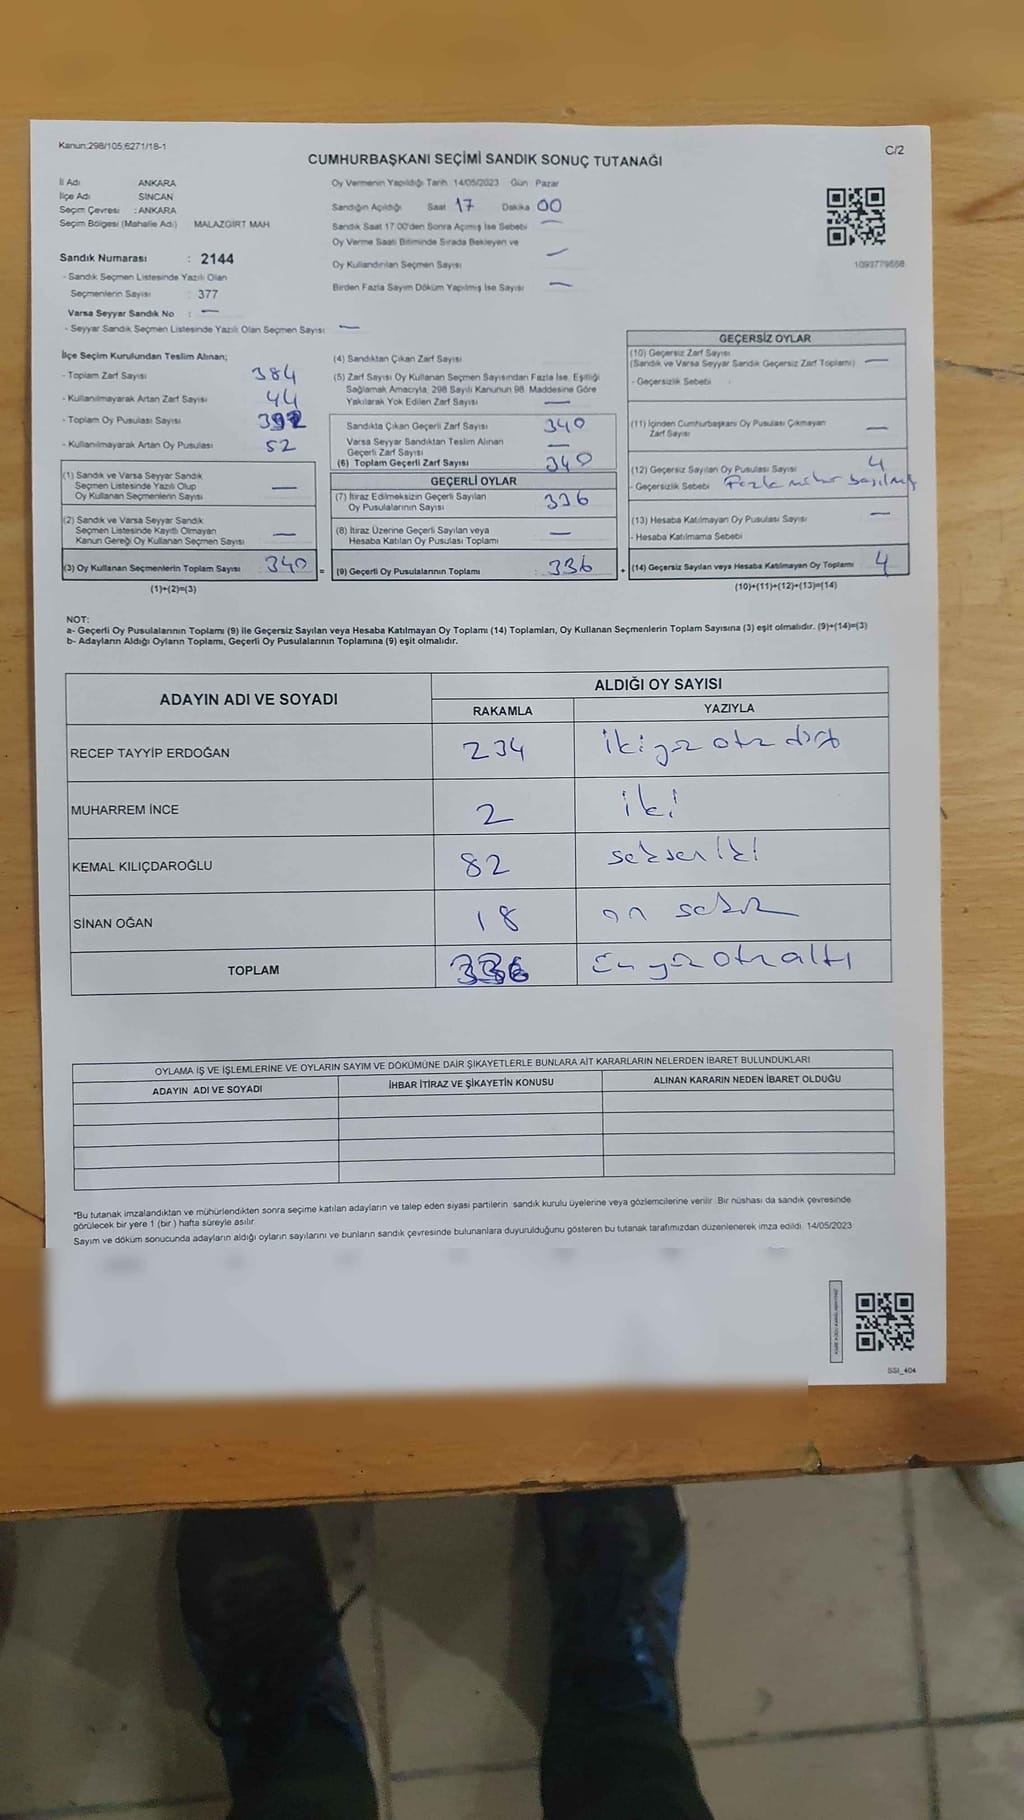 Kanun;298/105,6271/18-1
C/2
CUMHURBAŞKANI SEÇİMİ SANDIK SONUÇ TUTANAĞI
İl Adı ANKARA
İlçe Adı SİNCAN
Seçim Çevresi : ANKARA
Seçim Bölgesi (Mahalle Adı) MALAZGİRT MAH
Sandık Numarası : 2144
- Sandık Seçmen Listesinde Yazılı Olan
Seçmenlerin Sayısı : 377
Varsa Seyyar Sandık No : —
- Seyyar Sandık Seçmen Listesinde Yazılı Olan Seçmen Sayısı : —
Oy Vermenin Yapıldığı Tarih 14/05/2023 Gün Pazar
Sandığın Açıldığı Saat 17 Dakika 00
Sandık Saat 17:00'den Sonra Açımış İse Sebebi —
Oy Verme Saati Bitiminde Sırada Bekleyen ve
Oy Kullandırılan Seçmen Sayısı —
Birden Fazla Sayım Döküm Yapılmış İse Sayısı —
1093779558
İlçe Seçim Kurulundan Teslim Alınan;
- Toplam Zarf Sayısı 384
- Kullanılmayarak Artan Zarf Sayısı 44
- Toplam Oy Pusulası Sayısı 392
- Kullanılmayarak Artan Oy Pusulası 52
(1) Sandık ve Varsa Seyyar Sandık
Seçmen Listesinde Yazılı Olup
Oy Kullanan Seçmenlerin Sayısı —
(2) Sandık ve Varsa Seyyar Sandık
Seçmen Listesinde Kayıtlı Olmayan
Kanun Gereği Oy Kullanan Seçmen Sayısı —
(3) Oy Kullanan Seçmenlerin Toplam Sayısı 340 =
(1)+(2)=(3)
(4) Sandıktan Çıkan Zarf Sayısı
(5) Zarf Sayısı Oy Kullanan Seçmen Sayısından Fazla İse, Eşitliği
Sağlamak Amacıyla, 298 Sayılı Kanunun 98. Maddesine Göre
Yakılarak Yok Edilen Zarf Sayısı —
Sandıkta Çıkan Geçerli Zarf Sayısı 340
Varsa Seyyar Sandıktan Teslim Alınan
Geçerli Zarf Sayısı —
(6) Toplam Geçerli Zarf Sayısı 340
GEÇERLİ OYLAR
(7) İtiraz Edilmeksizin Geçerli Sayılan
Oy Pusulalarının Sayısı 336
(8) İtiraz Üzerine Geçerli Sayılan veya
Hesaba Katılan Oy Pusulası Toplamı —
(9) Geçerli Oy Pusulalarının Toplamı : 336 +
GEÇERSİZ OYLAR
(10) Geçersiz Zarf Sayısı
(Sandık ve Varsa Seyyar Sandık Geçersiz Zarf Toplamı) —
- Geçersizlik Sebebi :
(11) İçinden Cumhurbaşkanı Oy Pusulası Çıkmayan
Zarf Sayısı —
(12) Geçersiz Sayılan Oy Pusulası Sayısı 4
- Geçersizlik Sebebi Fazla mühür
(13) Hesaba Katılmayan Oy Pusulası Sayısı —
- Hesaba Katılmama Sebebi
(14) Geçersiz Sayılan veya Hesaba Katılmayan Oy Toplamı 4
(10)+(11)+(12)+(13)=(14)
NOT:
a- Geçerli Oy Pusulalarının Toplamı (9) ile Geçersiz Sayılan veya Hesaba Katılmayan Oy Toplamı (14) Toplamları, Oy Kullanan Seçmenlerin Toplam Sayısına (3) eşit olmalıdır. (9)+(14)=(3)
b- Adayların Aldığı Oyların Toplamı, Geçerli Oy Pusulalarının Toplamına (9) eşit olmalıdır.
ADAYIN ADI VE SOYADI ALDIĞI OY SAYISI
RAKAMLA YAZIYLA
RECEP TAYYİP ERDOĞAN 234 ikiyüz otuz dört
MUHARREM İNCE 2 iki
KEMAL KILIÇDAROĞLU 82 seksen iki
SİNAN OĞAN 18 on sekiz
TOPLAM 336 üç yüz otuz altı
OYLAMA İŞ VE İŞLEMLERİNE VE OYLARIN SAYIM VE DÖKÜMÜNE DAİR ŞİKAYETLERLE BUNLARA AİT KARARLARIN NELERDEN İBARET BULUNDUKLARI
ADAYIN ADI VE SOYADI İHBAR İTİRAZ VE ŞİKAYETİN KONUSU ALINAN KARARIN NEDEN İBARET OLDUĞU
*Bu tutanak imzalandıktan ve mühürlendikten sonra seçime katılan adayların ve talep eden siyasi partilerin sandık kurulu üyelerine veya gözlemcilerine verilir. Bir nüshası da sandık çevresinde
görülecek bir yere 1 (bir ) hafta süreyle asılır.
Sayım ve döküm sonucunda adayların aldığı oyların sayılarını ve bunların sandık çevresinde bulunanlara duyurulduğunu gösteren bu tutanak tarafımızdan düzenlenerek imza edildi. 14/05/2023
SSI_404